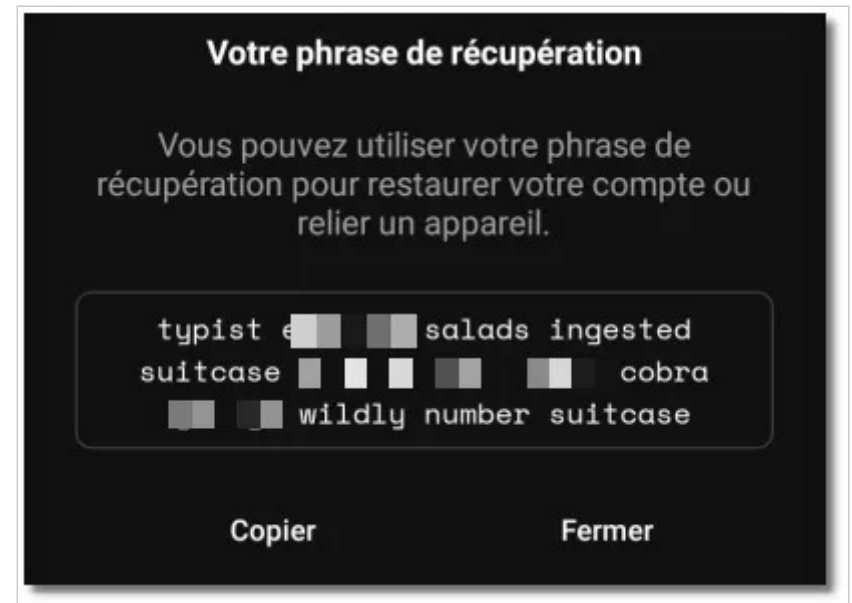 Votre phrase de récupération
Vous pouvez utiliser votre phrase de
récupération pour restaurer votre compte ou
relier un appareil.
typist salads ingested
suitcase cobra
wildly number suitcase
Copier Fermer